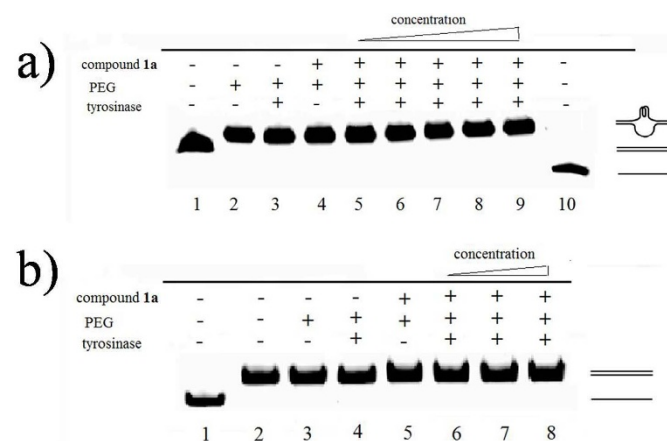 concentration
a)
compound 1a - - - + + + + + + -
PEG - + + + + + + + + -
tyrosinase - - + - + + + + + -
1 2 3 4 5 6 7 8 9 10
b)
concentration
compound 1a - - - - + + + +
PEG - - + + + + + +
tyrosinase - - - + - + + +
1 2 3 4 5 6 7 8